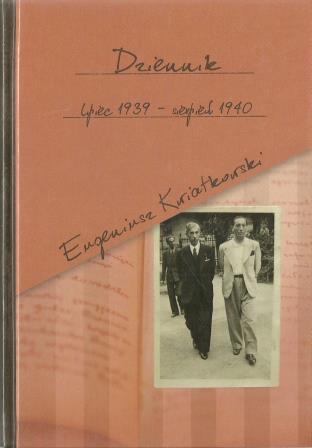 Dziennik
lipiec 1939 – sierpień 1940
Eugeniusz Kwiatkowski